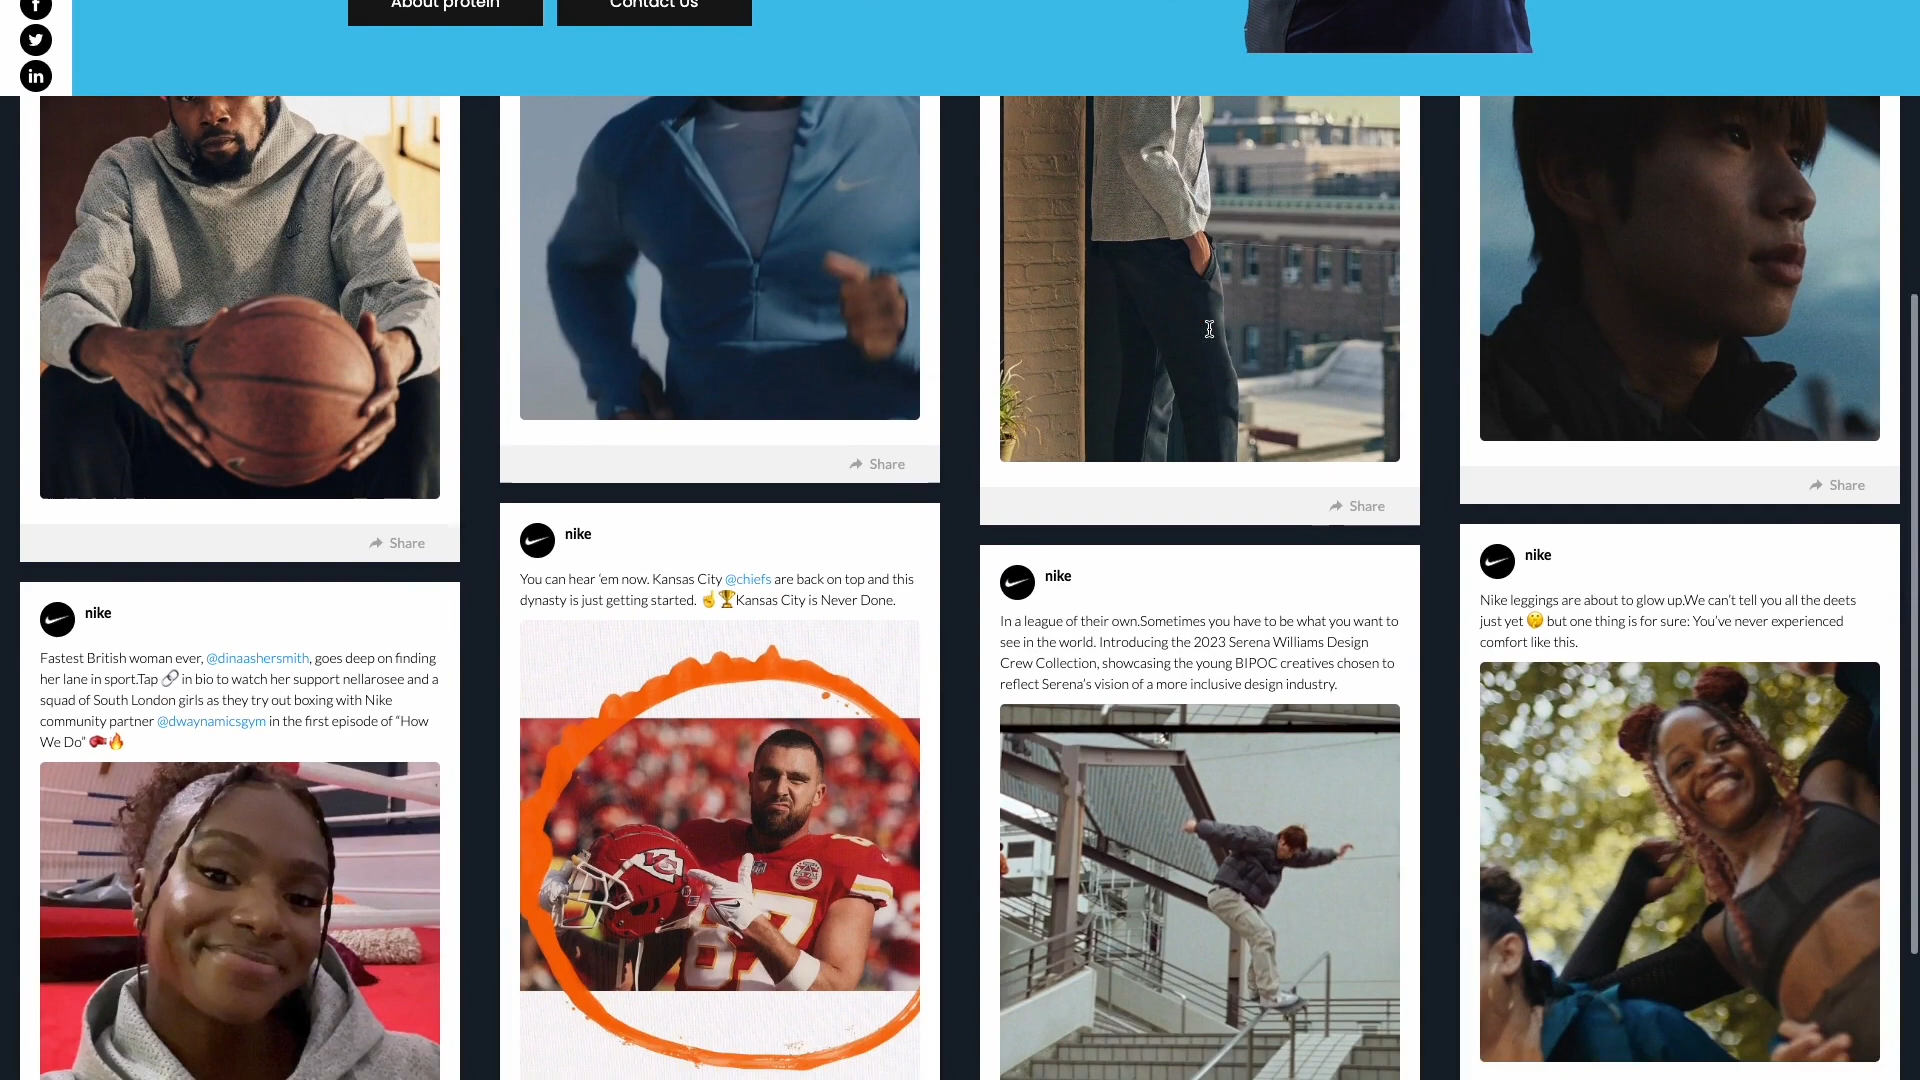 About protein
Contact Us
Share
Share
Share
Share
nike
Fastest British woman ever, @dinaashersmith, goes deep on finding
her lane in sport.Tap 🔗 in bio to watch her support nellarosee and a
squad of South London girls as they try out boxing with Nike
community partner @dwaynamicsgym in the first episode of “How
We Do” 🥊🔥
nike
You can hear ‘em now. Kansas City @chiefs are back on top and this
dynasty is just getting started. ☝️🏆Kansas City is Never Done.
87
nike
In a league of their own.Sometimes you have to be what you want to
see in the world. Introducing the 2023 Serena Williams Design
Crew Collection, showcasing the young BIPOC creatives chosen to
reflect Serena’s vision of a more inclusive design industry.
nike
Nike leggings are about to glow up.We can’t tell you all the deets
just yet 🤫 but one thing is for sure: You’ve never experienced
comfort like this.